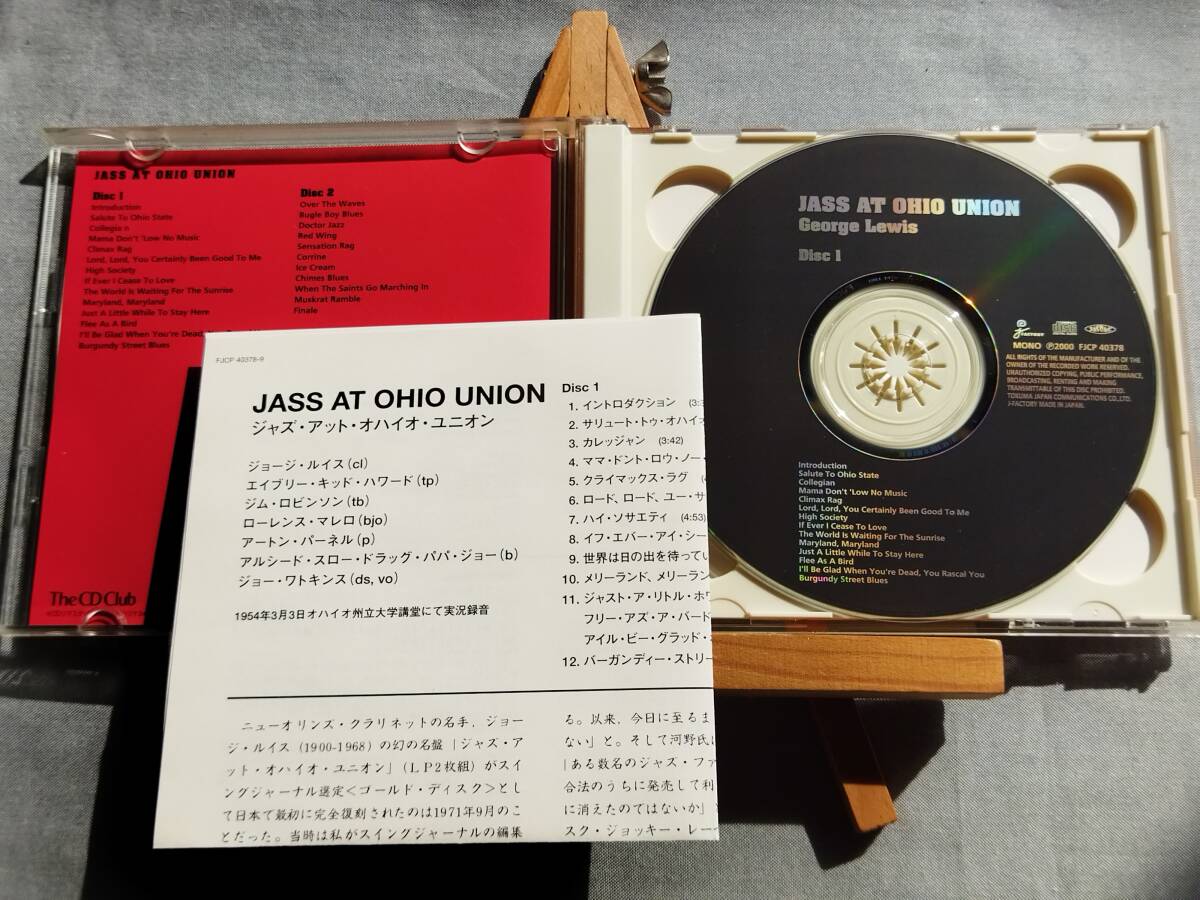 JASS AT OHIO UNION
Disc 1
Introduction
Salute To Ohio State
Collegia n
Mama Don't 'Low No Music
Climax Rag
Lord, Lord, You Certainly Been Good To Me
High Society
If Ever I Cease To Love
The World Is Waiting For The Sunrise
Maryland, Maryland
Just A Little While To Stay Here
Flee As A Bird
I'll Be Glad When You're Dead,
Burgundy Street Blues
Disc 2
Over The Waves
Bugle Boy Blues
Doctor Jazz
Red Wing
Sensation Rag
Corrine
Ice Cream
Chimes Blues
When The Saints Go Marching In
Muskrat Ramble
Finale
The CD Club
FJCP 40378-9
JASS AT OHIO UNION
ジャズ・アット・オハイオ・ユニオン
ジョージ・ルイス(cl)
エイブリー・キッド・ハワード(tp)
ジム・ロビンソン(tb)
ローレンス・マレロ(bjo)
アートン・パーネル(p)
アルシード・スロー・ドラッグ・パパ・ジョー(b)
ジョー・ワトキンス(ds, vo)
1954年3月3日オハイオ州立大学講堂にて実況録音
Disc 1
1. イントロダクション (3:
2. サリュート・トゥ・オハイオ
3. カレッジャン (3:42)
4. ママ・ドント・ロウ・ノー・
5. クライマックス・ラグ
6. ロード、ロード、ユー・サ
7. ハイ・ソサエティ (4:53)
8. イフ・エバー・アイ・シー
9. 世界は日の出を待ってい
10. メリーランド、メリーラン
11. ジャスト・ア・リトル・ホワ
フリー・アズ・ア・バード
アイル・ビー・グラッド・
12. バーガンディー・ストリー
ニューオリンズ・クラリネットの名手，ジョー
ジ・ルイス (1900-1968) の幻の名盤「ジャズ・ア
ット・オハイオ・ユニオン」(LP2枚組) がスイ
ングジャーナル選定<ゴールド・ディスク>とし
て日本で最初に完全復刻されたのは1971年9月のこ
とだった。当時は私がスイングジャーナルの編集
る。以来，今日に至るま
ない」と。そして河野氏は
「ある数名のジャズ・ファ
合法のうちに発売して利
に消えたのではないか」
スク・ジョッキー・レー
JASS AT OHIO UNION
George Lewis
Disc 1
J FACTORY
COMPACT
disc
DIGITAL AUDIO
JASRAC
MONO Ⓟ2000 FJCP 40378
ALL RIGHTS OF THE MANUFACTURER AND OF THE
OWNER OF THE RECORDED WORK RESERVED.
UNAUTHORIZED COPYING, PUBLIC PERFORMANCE,
BROADCASTING, RENTING AND MAKING
TRANSMITTABLE OF THIS DISC PROHIBITED.
TOKUMA JAPAN COMMUNICATIONS CO.,LTD.
J-FACTORY MADE IN JAPAN.
Introduction
Salute To Ohio State
Collegian
Mama Don't 'Low No Music
Climax Rag
Lord, Lord, You Certainly Been Good To Me
High Society
If Ever I Cease To Love
The World Is Waiting For The Sunrise
Maryland, Maryland
Just A Little While To Stay Here
Flee As A Bird
I'll Be Glad When You're Dead, You Rascal You
Burgundy Street Blues